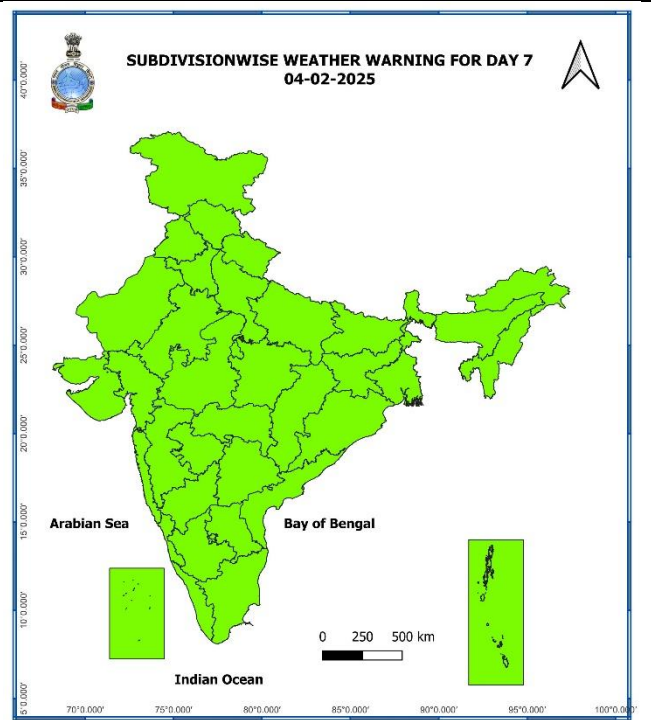 SUBDIVISIONWISE WEATHER WARNING FOR DAY 7
04-02-2025
40°0.000'
35°0.000'
30°0.000'
25°0.000'
20°0.000'
15°0.000'
10°0.000'
5°0.000'
Arabian Sea
Bay of Bengal
0 250 500 km
Indian Ocean
70°0.000' 75°0.000' 80°0.000' 85°0.000' 90°0.000' 95°0.000' 100°0.000'